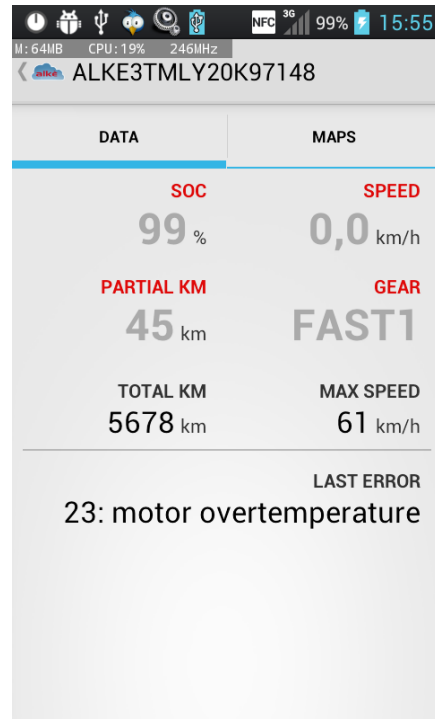 NFC 3G 99% 15:55
M:64MB CPU:19% 246MHz
alkè ALKE3TMLY20K97148
DATA MAPS
SOC SPEED
99 % 0,0 km/h
PARTIAL KM GEAR
45 km FAST1
TOTAL KM MAX SPEED
5678 km 61 km/h
LAST ERROR
23: motor overtemperature